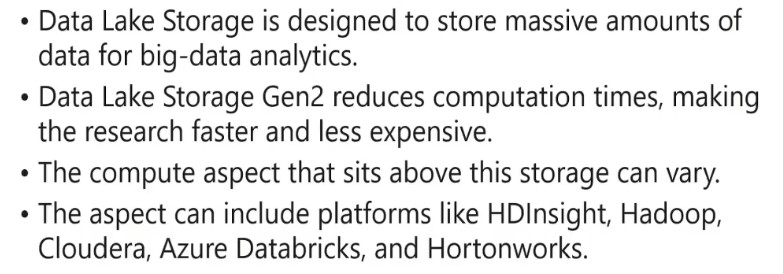 • Data Lake Storage is designed to store massive amounts of
data for big-data analytics.
• Data Lake Storage Gen2 reduces computation times, making
the research faster and less expensive.
• The compute aspect that sits above this storage can vary.
• The aspect can include platforms like HDInsight, Hadoop,
Cloudera, Azure Databricks, and Hortonworks.